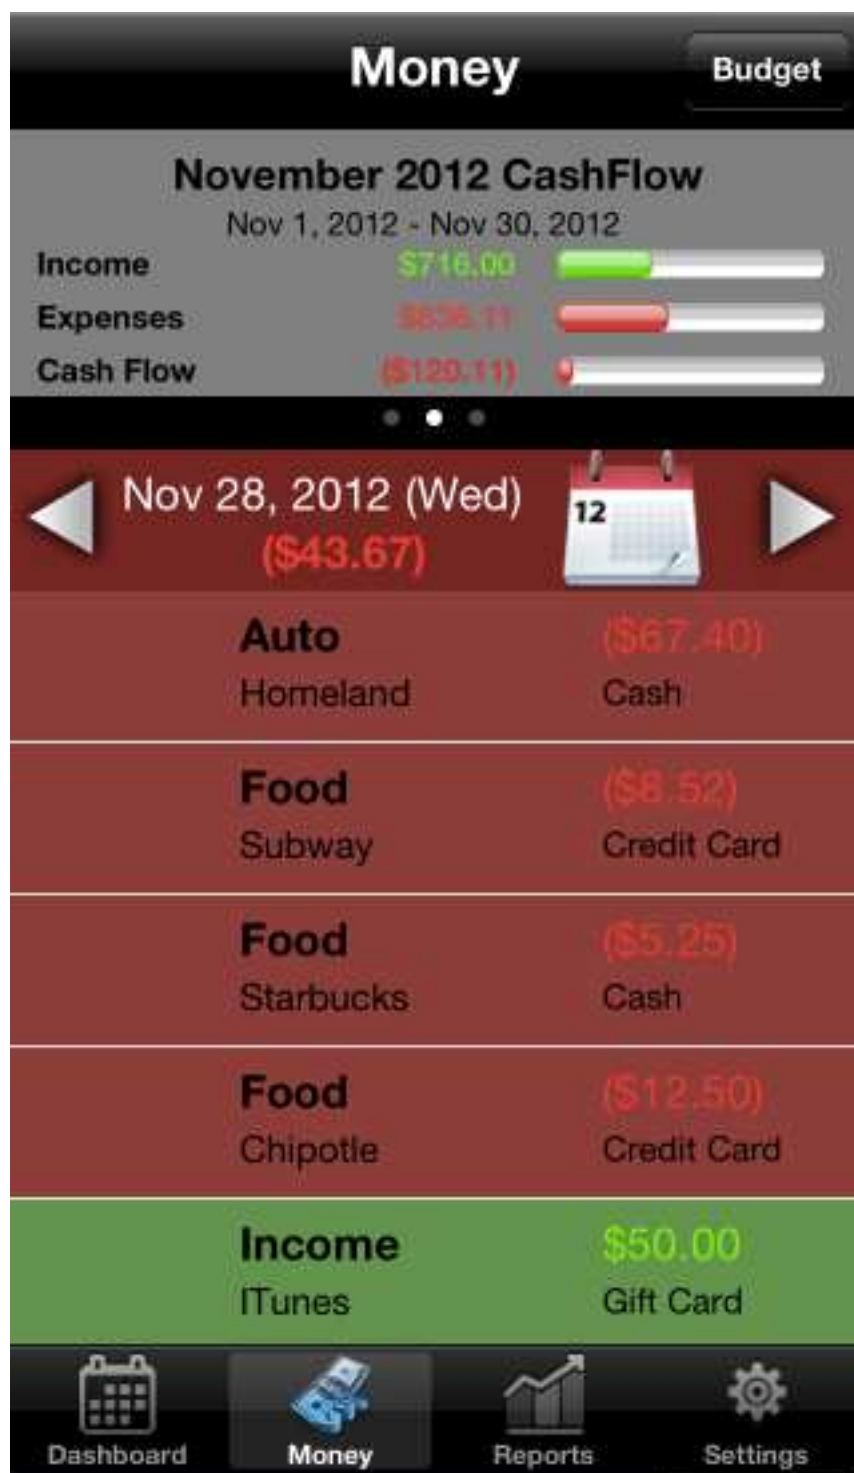 Money
Budget
November 2012 CashFlow
Nov 1, 2012 - Nov 30, 2012
Income $716.00
Expenses $836.11
Cash Flow ($120.11)
Nov 28, 2012 (Wed)
($43.67)
12
Auto ($67.40)
Homeland Cash
Food ($8.52)
Subway Credit Card
Food ($5.25)
Starbucks Cash
Food ($12.50)
Chipotle Credit Card
Income $50.00
ITunes Gift Card
Dashboard Money Reports Settings